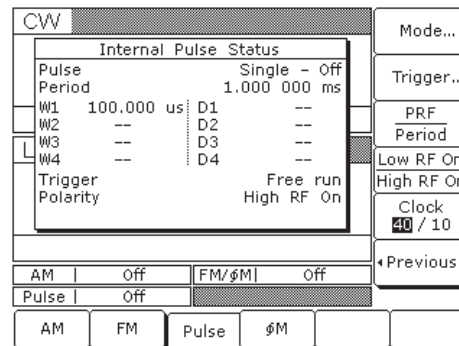 CW
Internal Pulse Status
Pulse Single - Off
Period 1.000 000 ms
W1 100.000 us D1 --
W2 -- D2 --
W3 -- D3 --
W4 -- D4 --
Trigger Free run
Polarity High RF On
L
AM | Off FM/ϕM| Off
Pulse | Off
AM FM Pulse ϕM
Mode...
Trigger..
PRF
Period
Low RF On
High RF On
Clock
40 / 10
◂Previous